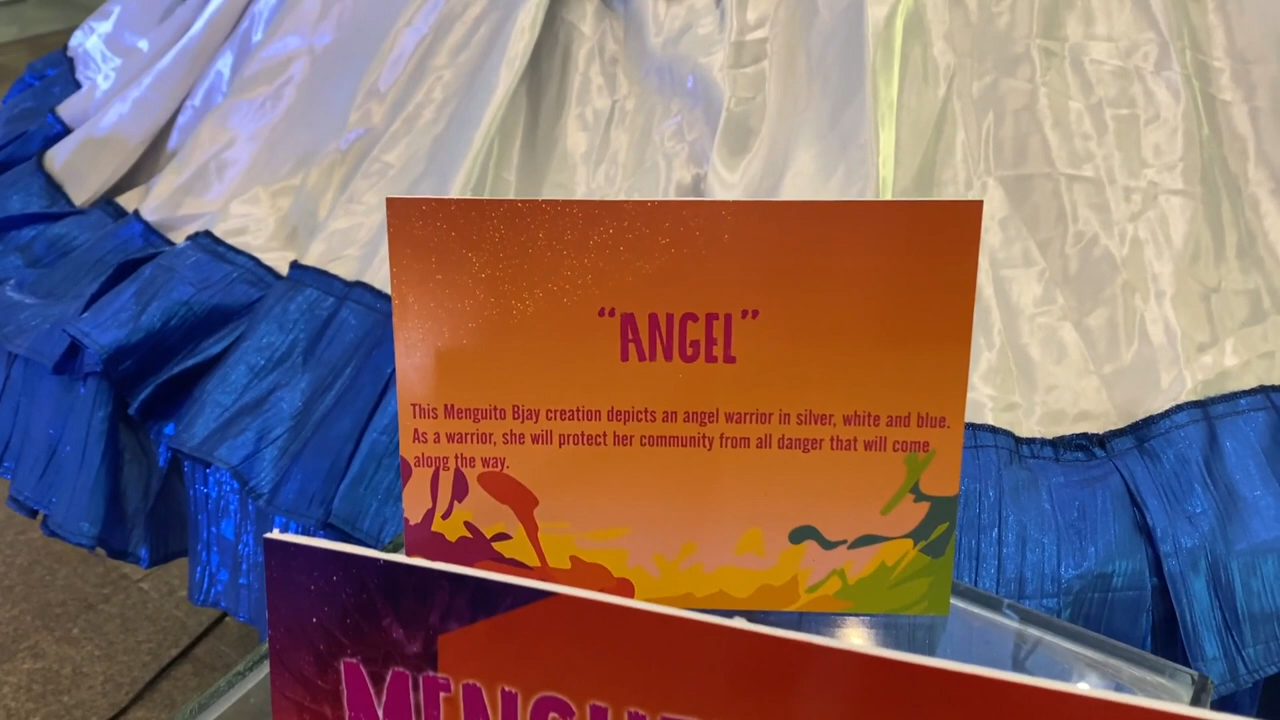 “ANGEL”
This Menguito Bjay creation depicts an angel warrior in silver, white and blue.
As a warrior, she will protect her community from all danger that will come
along the way.